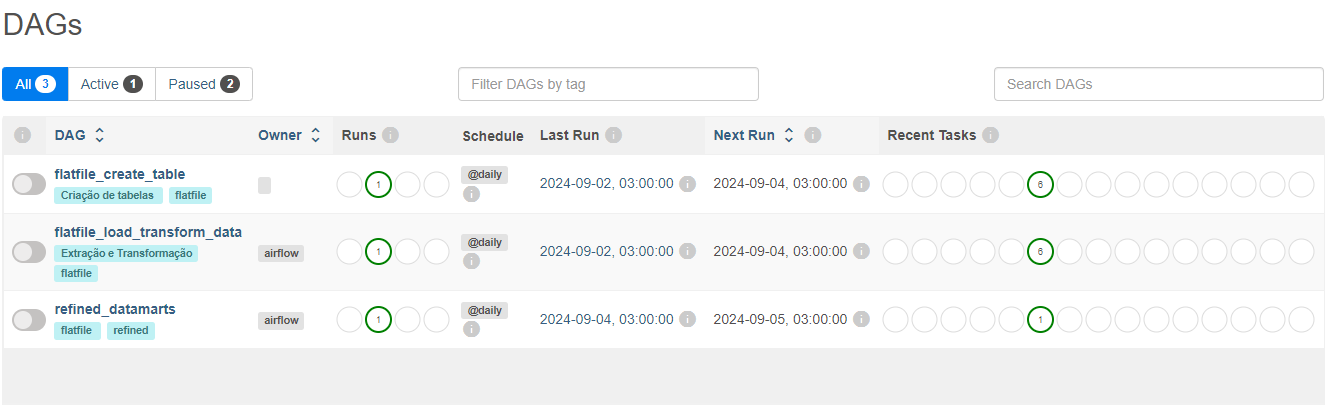 DAGs
All 3 Active 1 Paused 2 Filter DAGs by tag Search DAGs
DAG Owner Runs Schedule Last Run Next Run Recent Tasks
flatfile_create_table
Criação de tabelas flatfile
1 @daily 2024-09-02, 03:00:00 2024-09-04, 03:00:00 6
flatfile_load_transform_data
Extração e Transformação
flatfile
airflow 1 @daily 2024-09-02, 03:00:00 2024-09-04, 03:00:00 6
refined_datamarts
flatfile refined
airflow 1 @daily 2024-09-04, 03:00:00 2024-09-05, 03:00:00 1